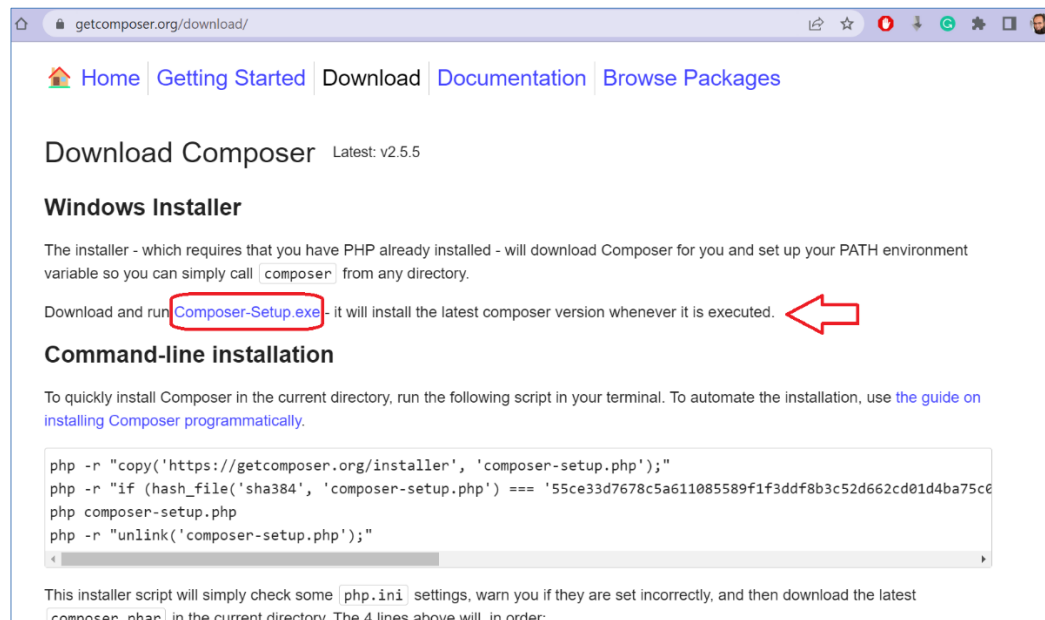 getcomposer.org/download/
Home Getting Started Download Documentation Browse Packages
Download Composer Latest: v2.5.5
Windows Installer
The installer - which requires that you have PHP already installed - will download Composer for you and set up your PATH environment
variable so you can simply call composer from any directory.
Download and run Composer-Setup.exe - it will install the latest composer version whenever it is executed.
Command-line installation
To quickly install Composer in the current directory, run the following script in your terminal. To automate the installation, use the guide on
installing Composer programmatically.
php -r "copy('https://getcomposer.org/installer', 'composer-setup.php');"
php -r "if (hash_file('sha384', 'composer-setup.php') === '55ce33d7678c5a611085589f1f3ddf8b3c52d662cd01d4ba75c0
php composer-setup.php
php -r "unlink('composer-setup.php');"
This installer script will simply check some php.ini settings, warn you if they are set incorrectly, and then download the latest
composer.phar in the current directory. The 4 lines above will, in order: